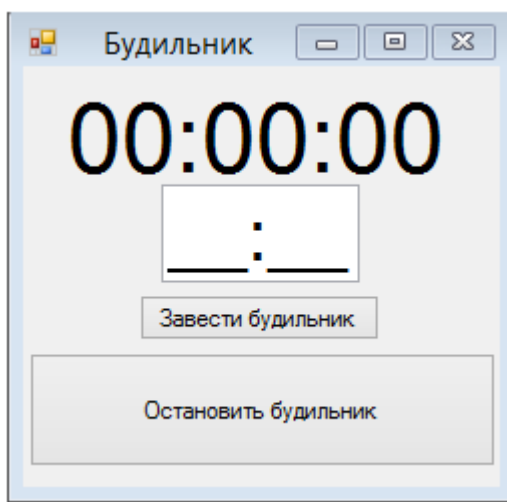 Будильник
00:00:00
__:__
Завести будильник
Остановить будильник